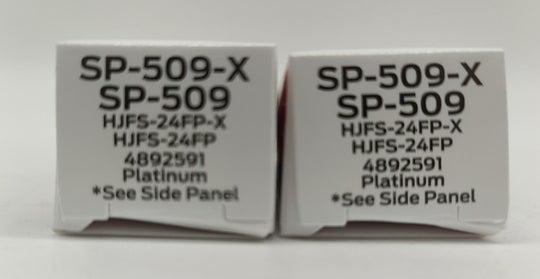 SP-509-X
SP-509
HJFS-24FP-X
HJFS-24FP
4892591
Platinum
*See Side Panel
SP-509-X
SP-509
HJFS-24FP-X
HJFS-24FP
4892591
Platinum
*See Side Panel